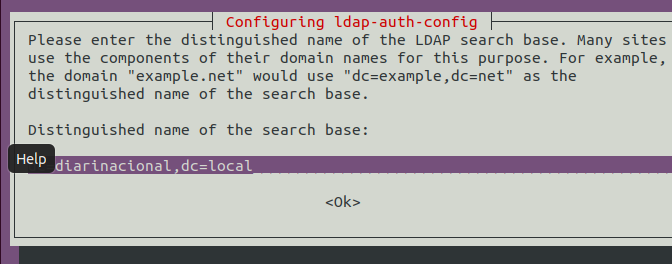 Configuring ldap-auth-config
Please enter the distinguished name of the LDAP search base. Many sites
use the components of their domain names for this purpose. For example,
the domain "example.net" would use "dc=example,dc=net" as the
distinguished name of the search base.
Distinguished name of the search base:
Help
diarinacional,dc=local
<Ok>